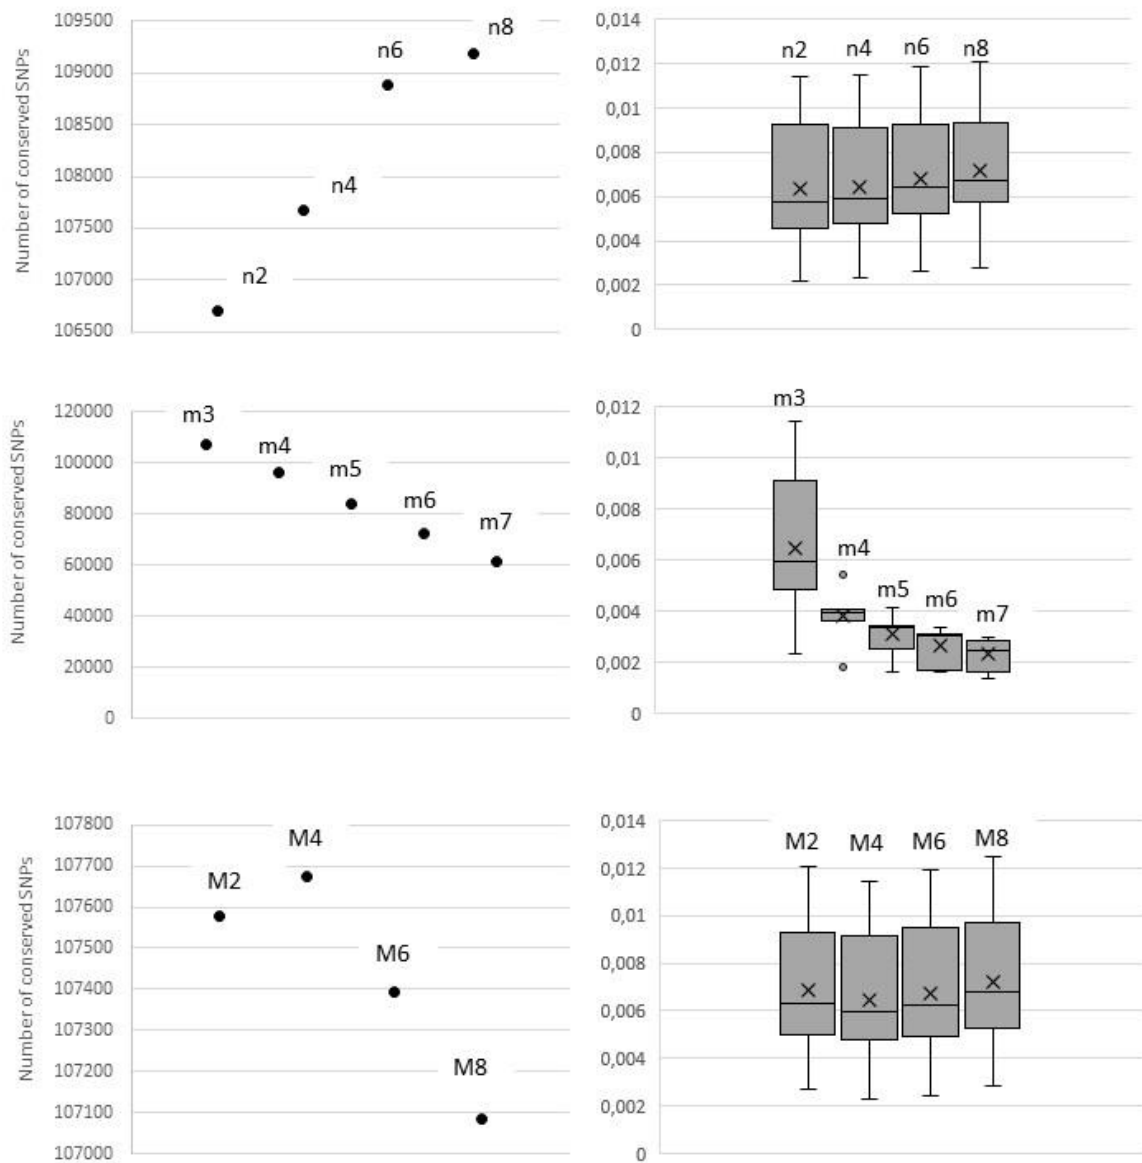 Number of conserved SNPs
109500
109000
108500
108000
107500
107000
106500
n2
n4
n6
n8
0,014
0,012
0,01
0,008
0,006
0,004
0,002
0
n2
n4
n6
n8
Number of conserved SNPs
120000
100000
80000
60000
40000
20000
0
m3
m4
m5
m6
m7
0,012
0,01
0,008
0,006
0,004
0,002
0
m3
m4
m5
m6
m7
Number of conserved SNPs
107800
107700
107600
107500
107400
107300
107200
107100
107000
M2
M4
M6
M8
0,014
0,012
0,01
0,008
0,006
0,004
0,002
0
M2
M4
M6
M8